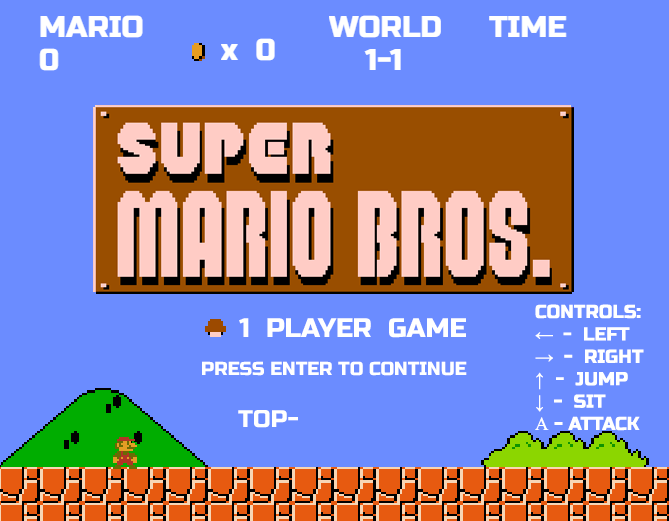 MARIO
WORLD
TIME
0
x 0
1-1
SUPER
MARIO BROS.
1 PLAYER GAME
PRESS ENTER TO CONTINUE
TOP-
CONTROLS:
← - LEFT
→ - RIGHT
↑ - JUMP
↓ - SIT
A - ATTACK